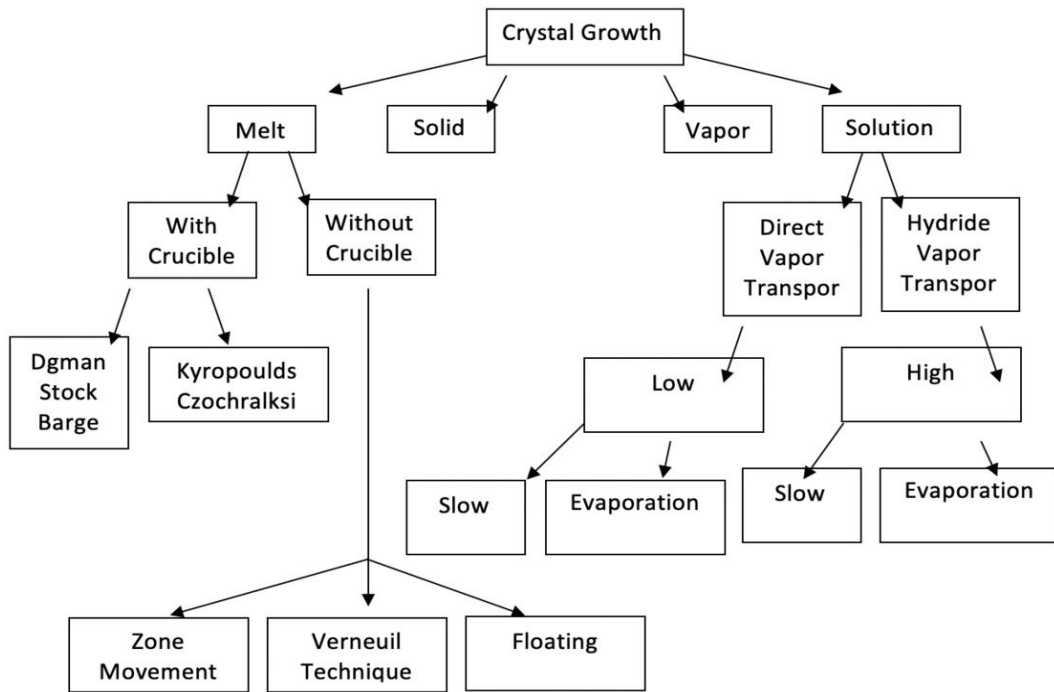 Crystal Growth
Melt
Solid
Vapor
Solution
With
Crucible
Without
Crucible
Direct
Vapor
Transpor
Hydride
Vapor
Transpor
Dgman
Stock
Barge
Kyropoulds
Czochralksi
Low
High
Slow
Evaporation
Slow
Evaporation
Zone
Movement
Verneuil
Technique
Floating